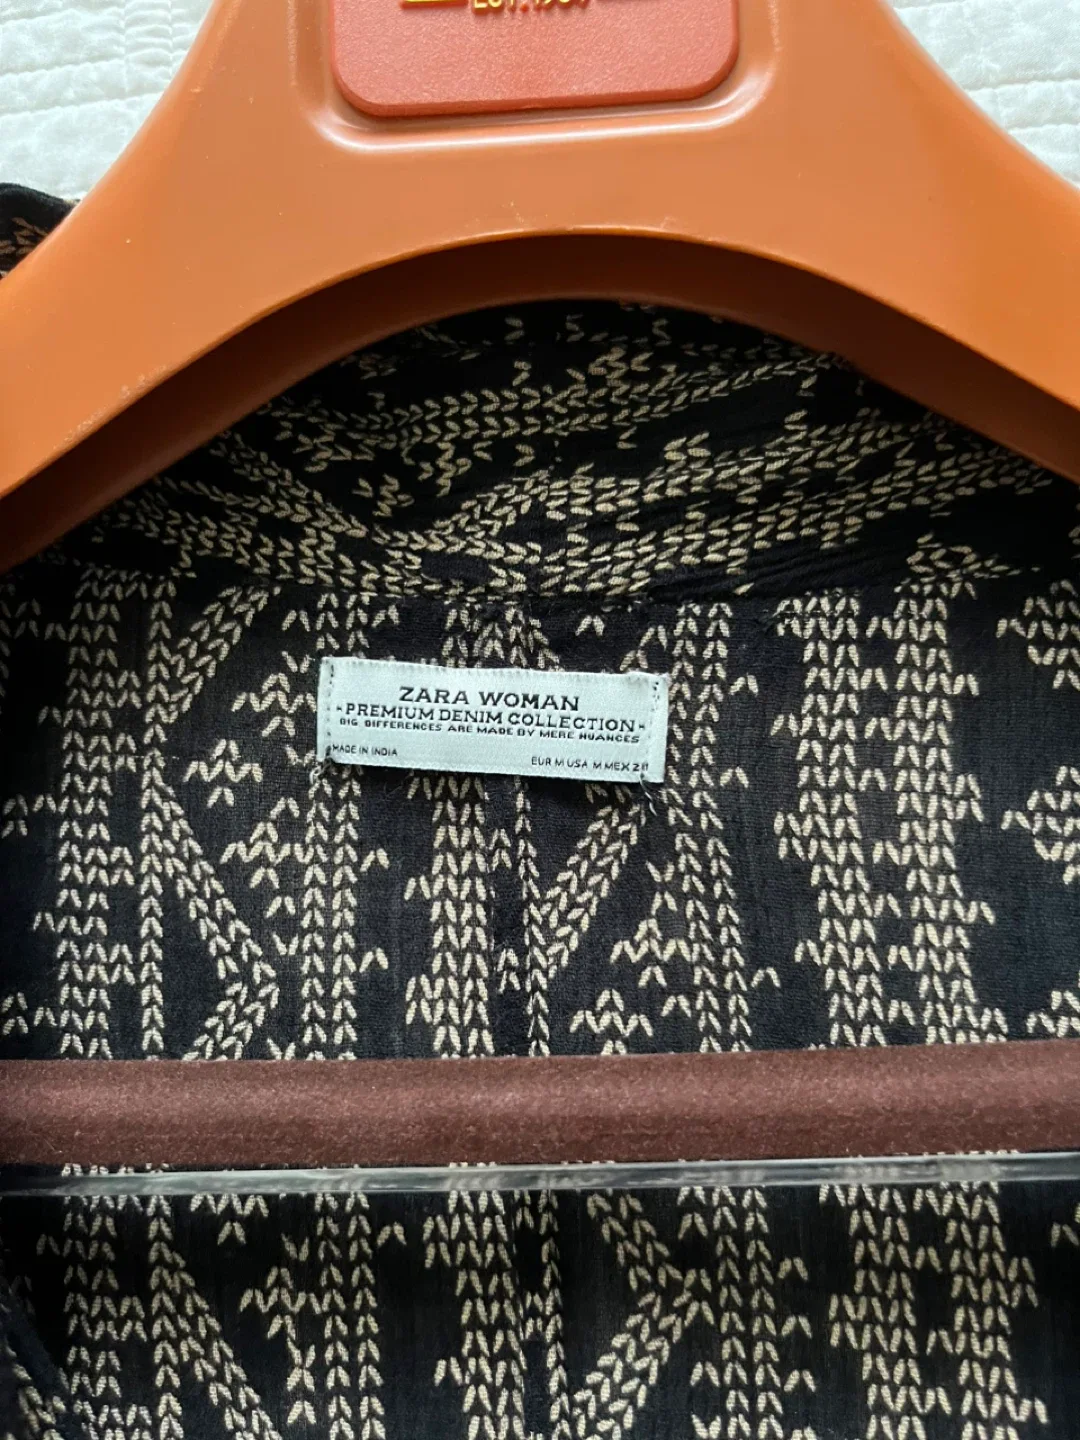 ZARA WOMAN
-PREMIUM DENIM COLLECTION-
BIG DIFFERENCES ARE MADE BY MERE NUANCES
MADE IN INDIA
EUR M USA M MEX 28